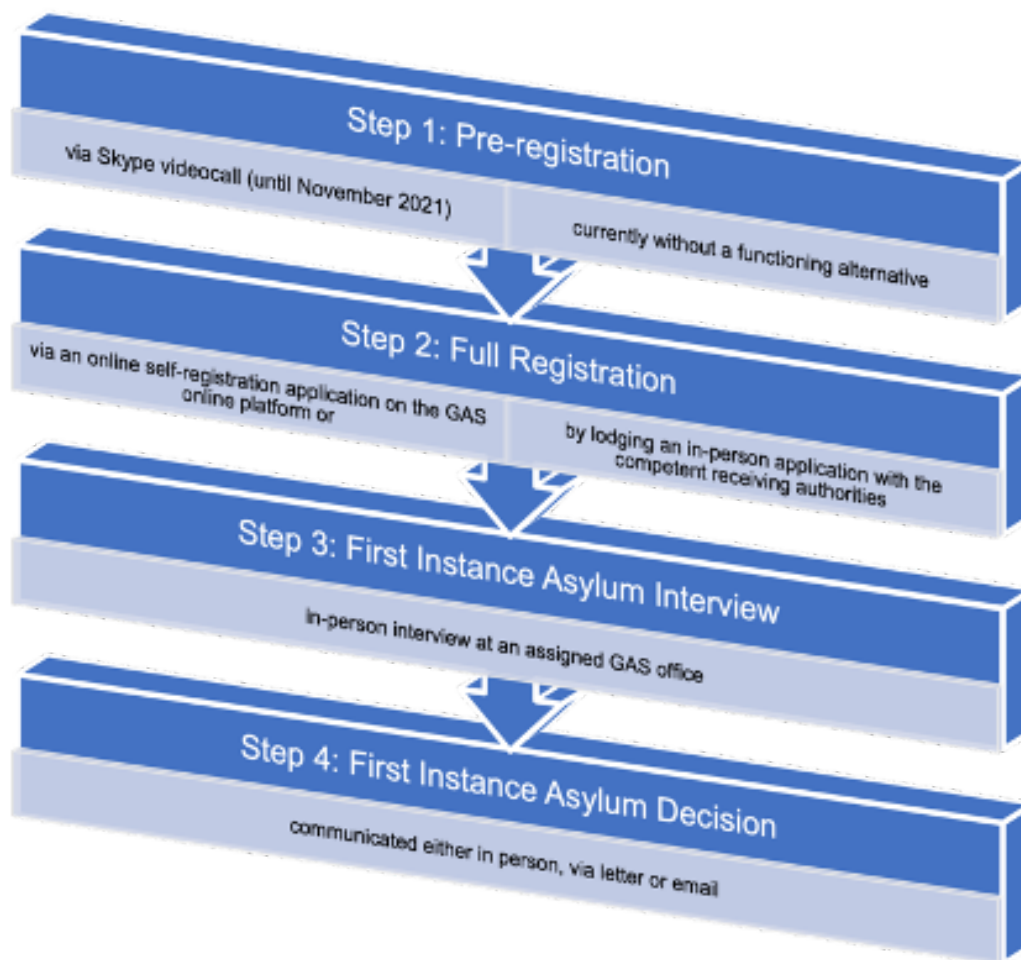 Step 1: Pre-registration
via Skype videocall (until November 2021)
currently without a functioning alternative
Step 2: Full Registration
via an online self-registration application on the GAS
online platform or
by lodging an in-person application with the
competent receiving authorities
Step 3: First Instance Asylum Interview
in-person interview at an assigned GAS office
Step 4: First Instance Asylum Decision
communicated either in person, via letter or email